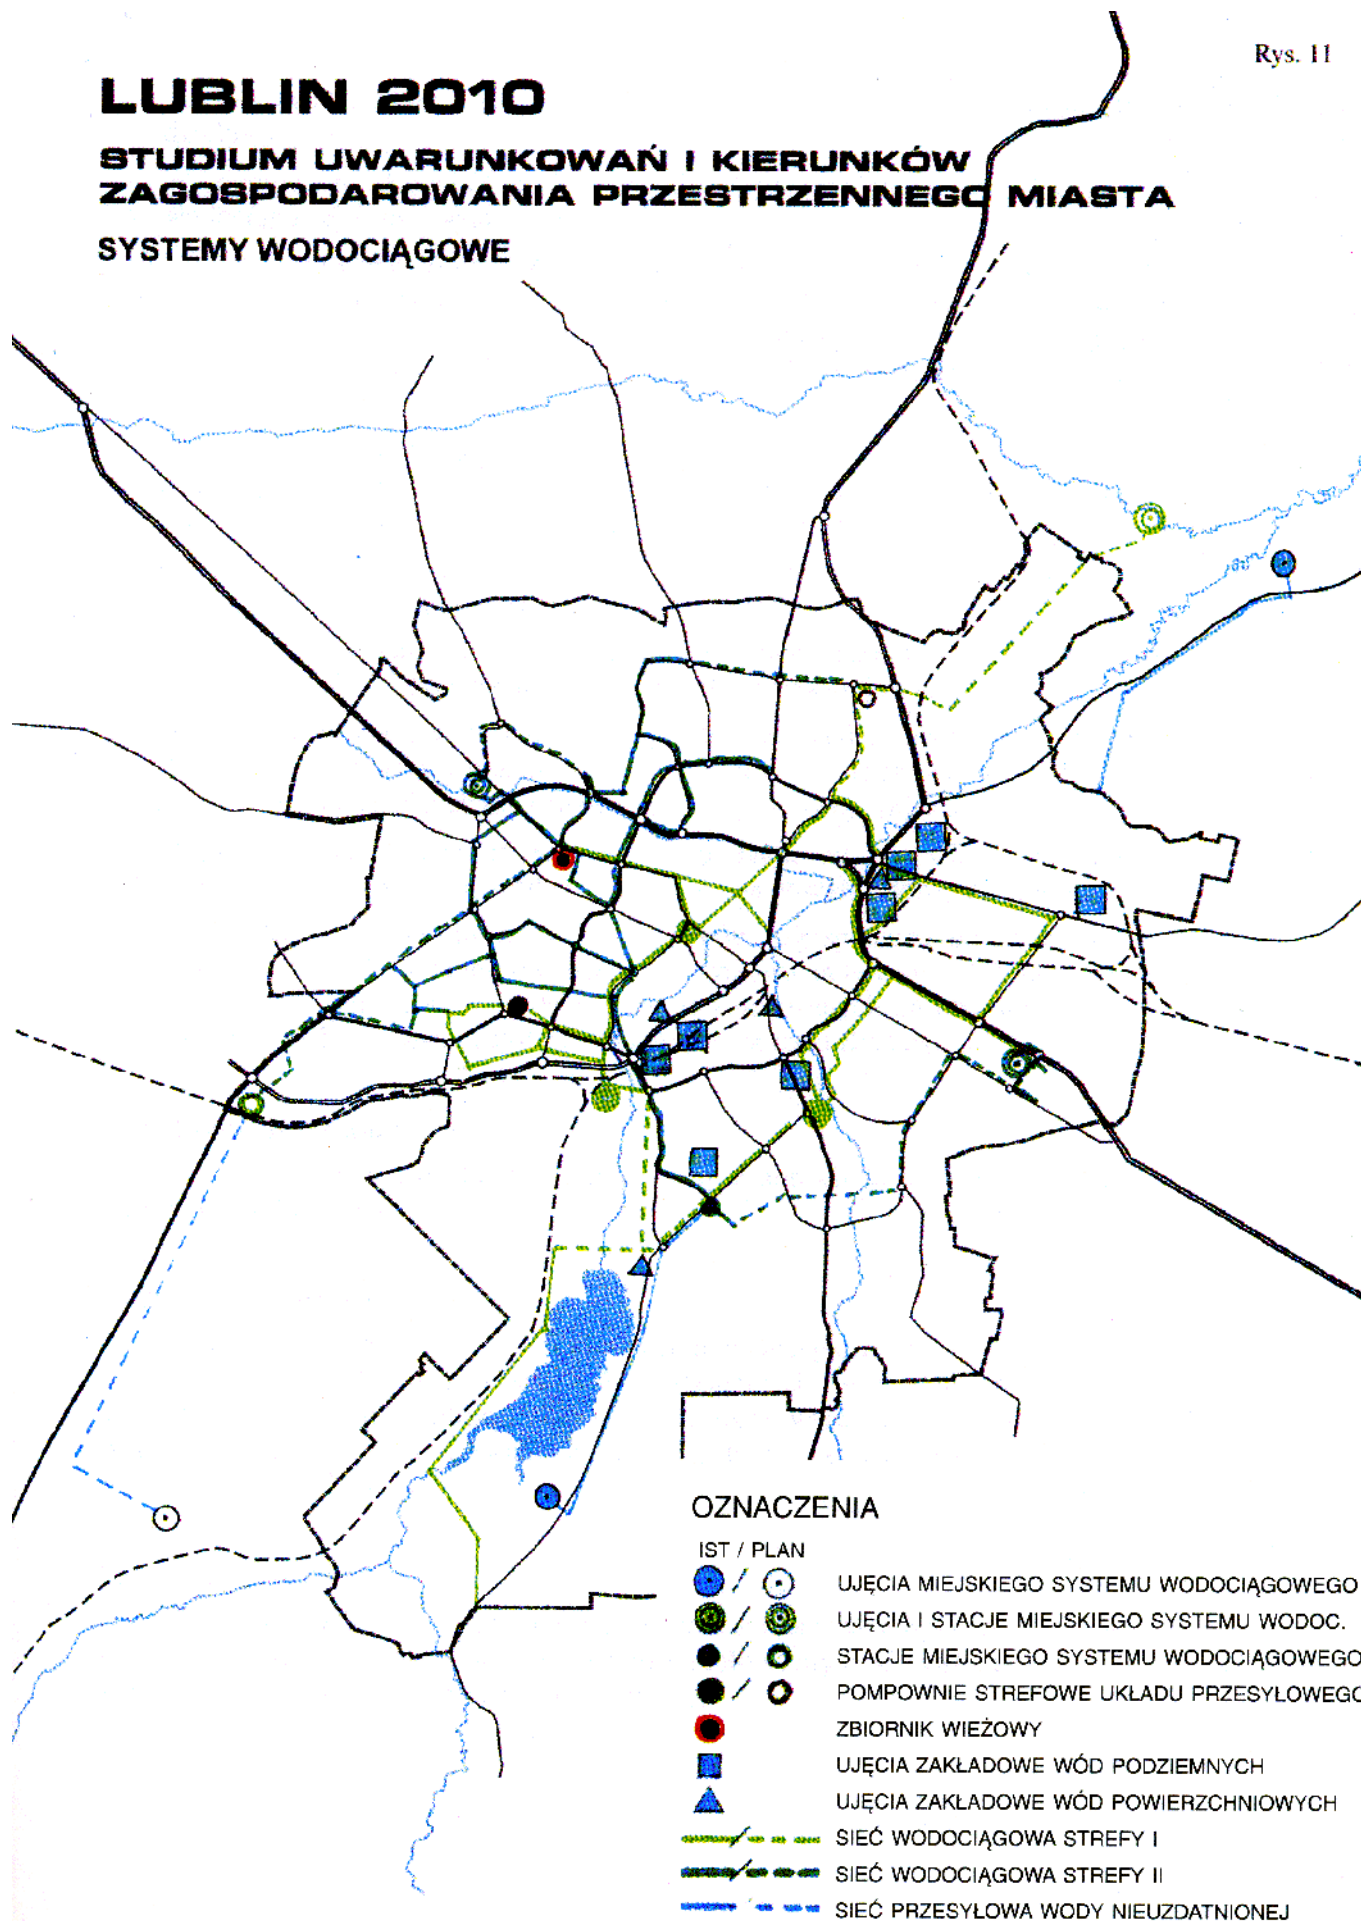 Rys. 11
LUBLIN 2010
STUDIUM UWARUNKOWAŃ I KIERUNKÓW
ZAGOSPODAROWANIA PRZESTRZENNEGO MIASTA
SYSTEMY WODOCIĄGOWE
OZNACZENIA
IST / PLAN
UJĘCIA MIEJSKIEGO SYSTEMU WODOCIĄGOWEGO
UJĘCIA I STACJE MIEJSKIEGO SYSTEMU WODOC.
STACJE MIEJSKIEGO SYSTEMU WODOCIĄGOWEGO
POMPOWNIE STREFOWE UKŁADU PRZESYŁOWEGO
ZBIORNIK WIEŻOWY
UJĘCIA ZAKŁADOWE WÓD PODZIEMNYCH
UJĘCIA ZAKŁADOWE WÓD POWIERZCHNIOWYCH
SIEĆ WODOCIĄGOWA STREFY I
SIEĆ WODOCIĄGOWA STREFY II
SIEĆ PRZESYŁOWA WODY NIEUZDATNIONEJ